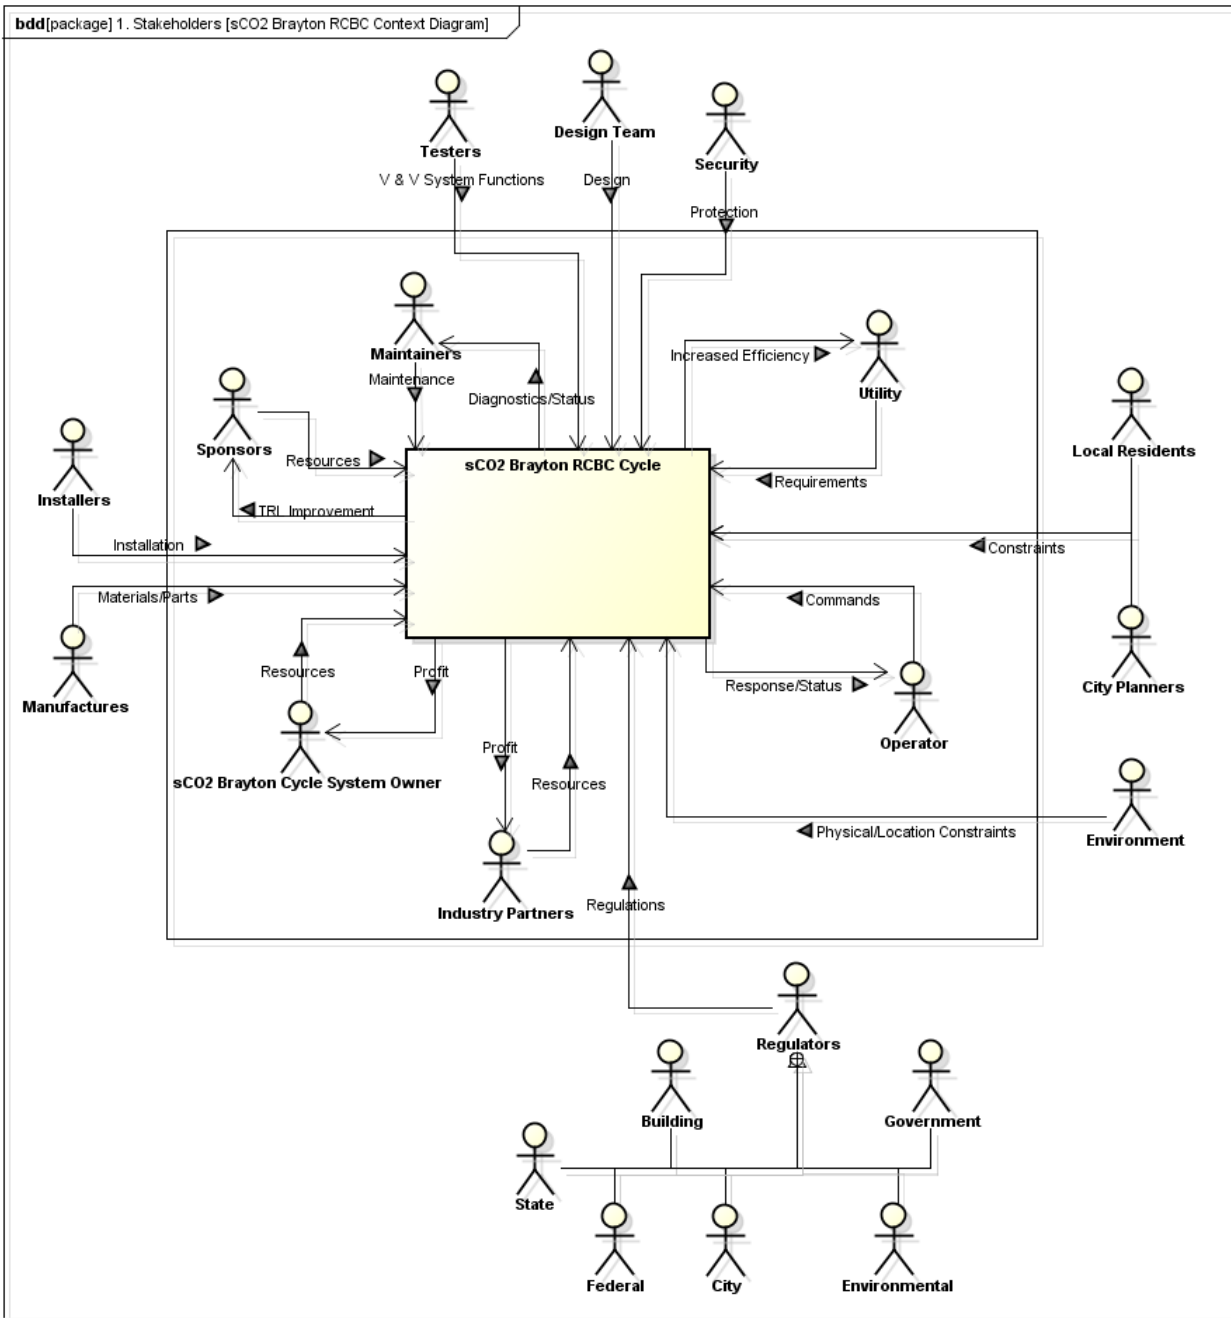 bdd[package] 1. Stakeholders [sCO2 Brayton RCBC Context Diagram]
Testers
V & V System Functions
Design Team
Design
Security
Protection
Maintainers
Maintenance
Diagnostics/Status
Increased Efficiency
Utility
Requirements
Sponsors
Resources
TRL Improvement
Installers
Installation
sCO2 Brayton RCBC Cycle
Local Residents
Constraints
Materials/Parts
Manufactures
Commands
Resources
Profit
Response/Status
Operator
City Planners
sCO2 Brayton Cycle System Owner
Profit
Resources
Physical/Location Constraints
Environment
Industry Partners
Regulations
Regulators
Building
Government
State
Federal
City
Environmental